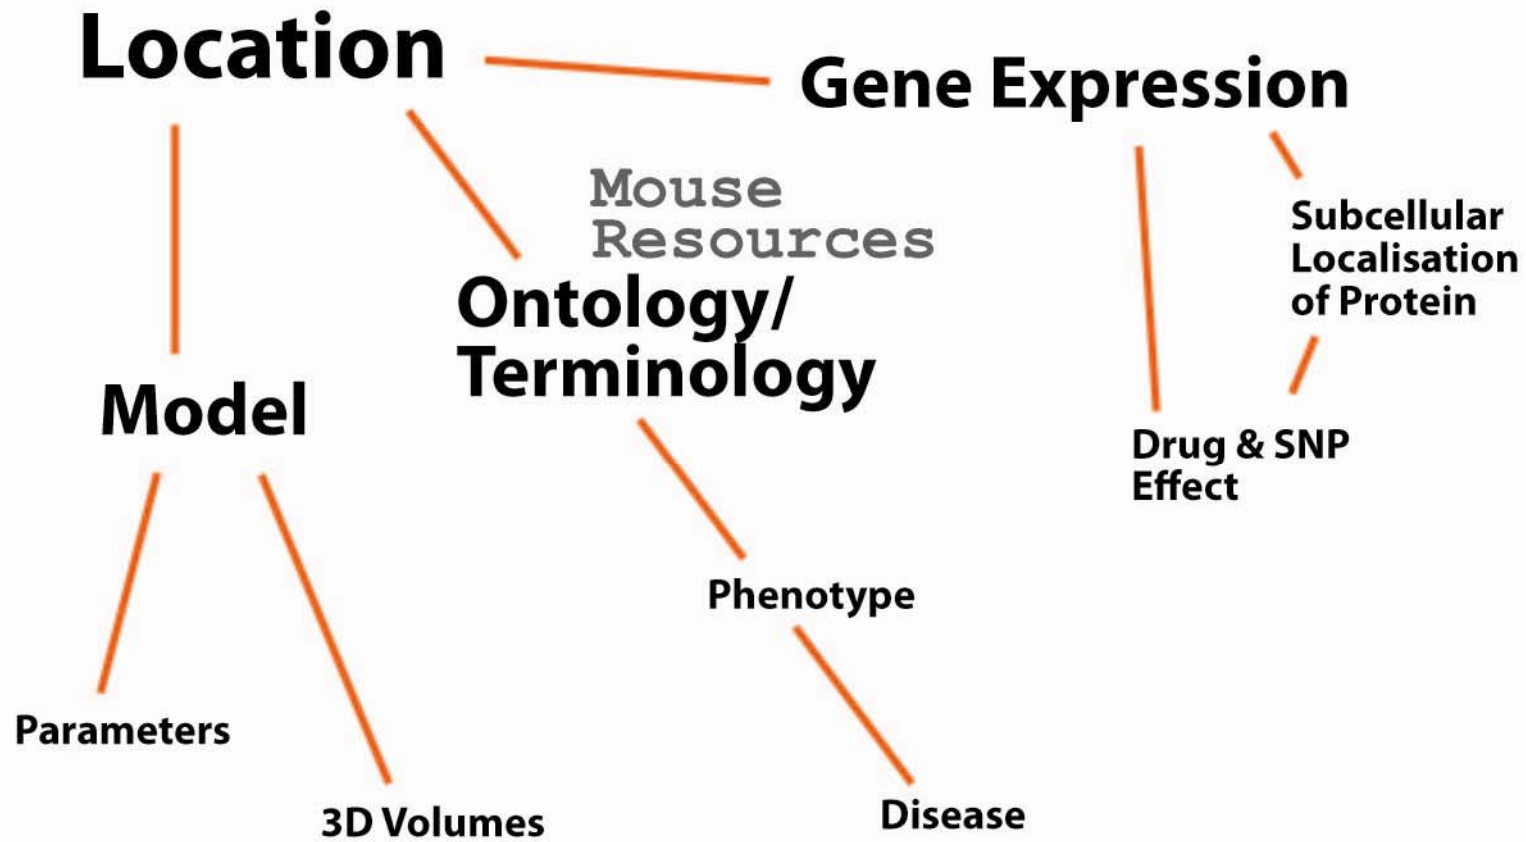 Location
Gene Expression
Mouse
Resources
Subcellular
Localisation
of Protein
Ontology/
Terminology
Model
Drug & SNP
Effect
Phenotype
Parameters
3D Volumes
Disease